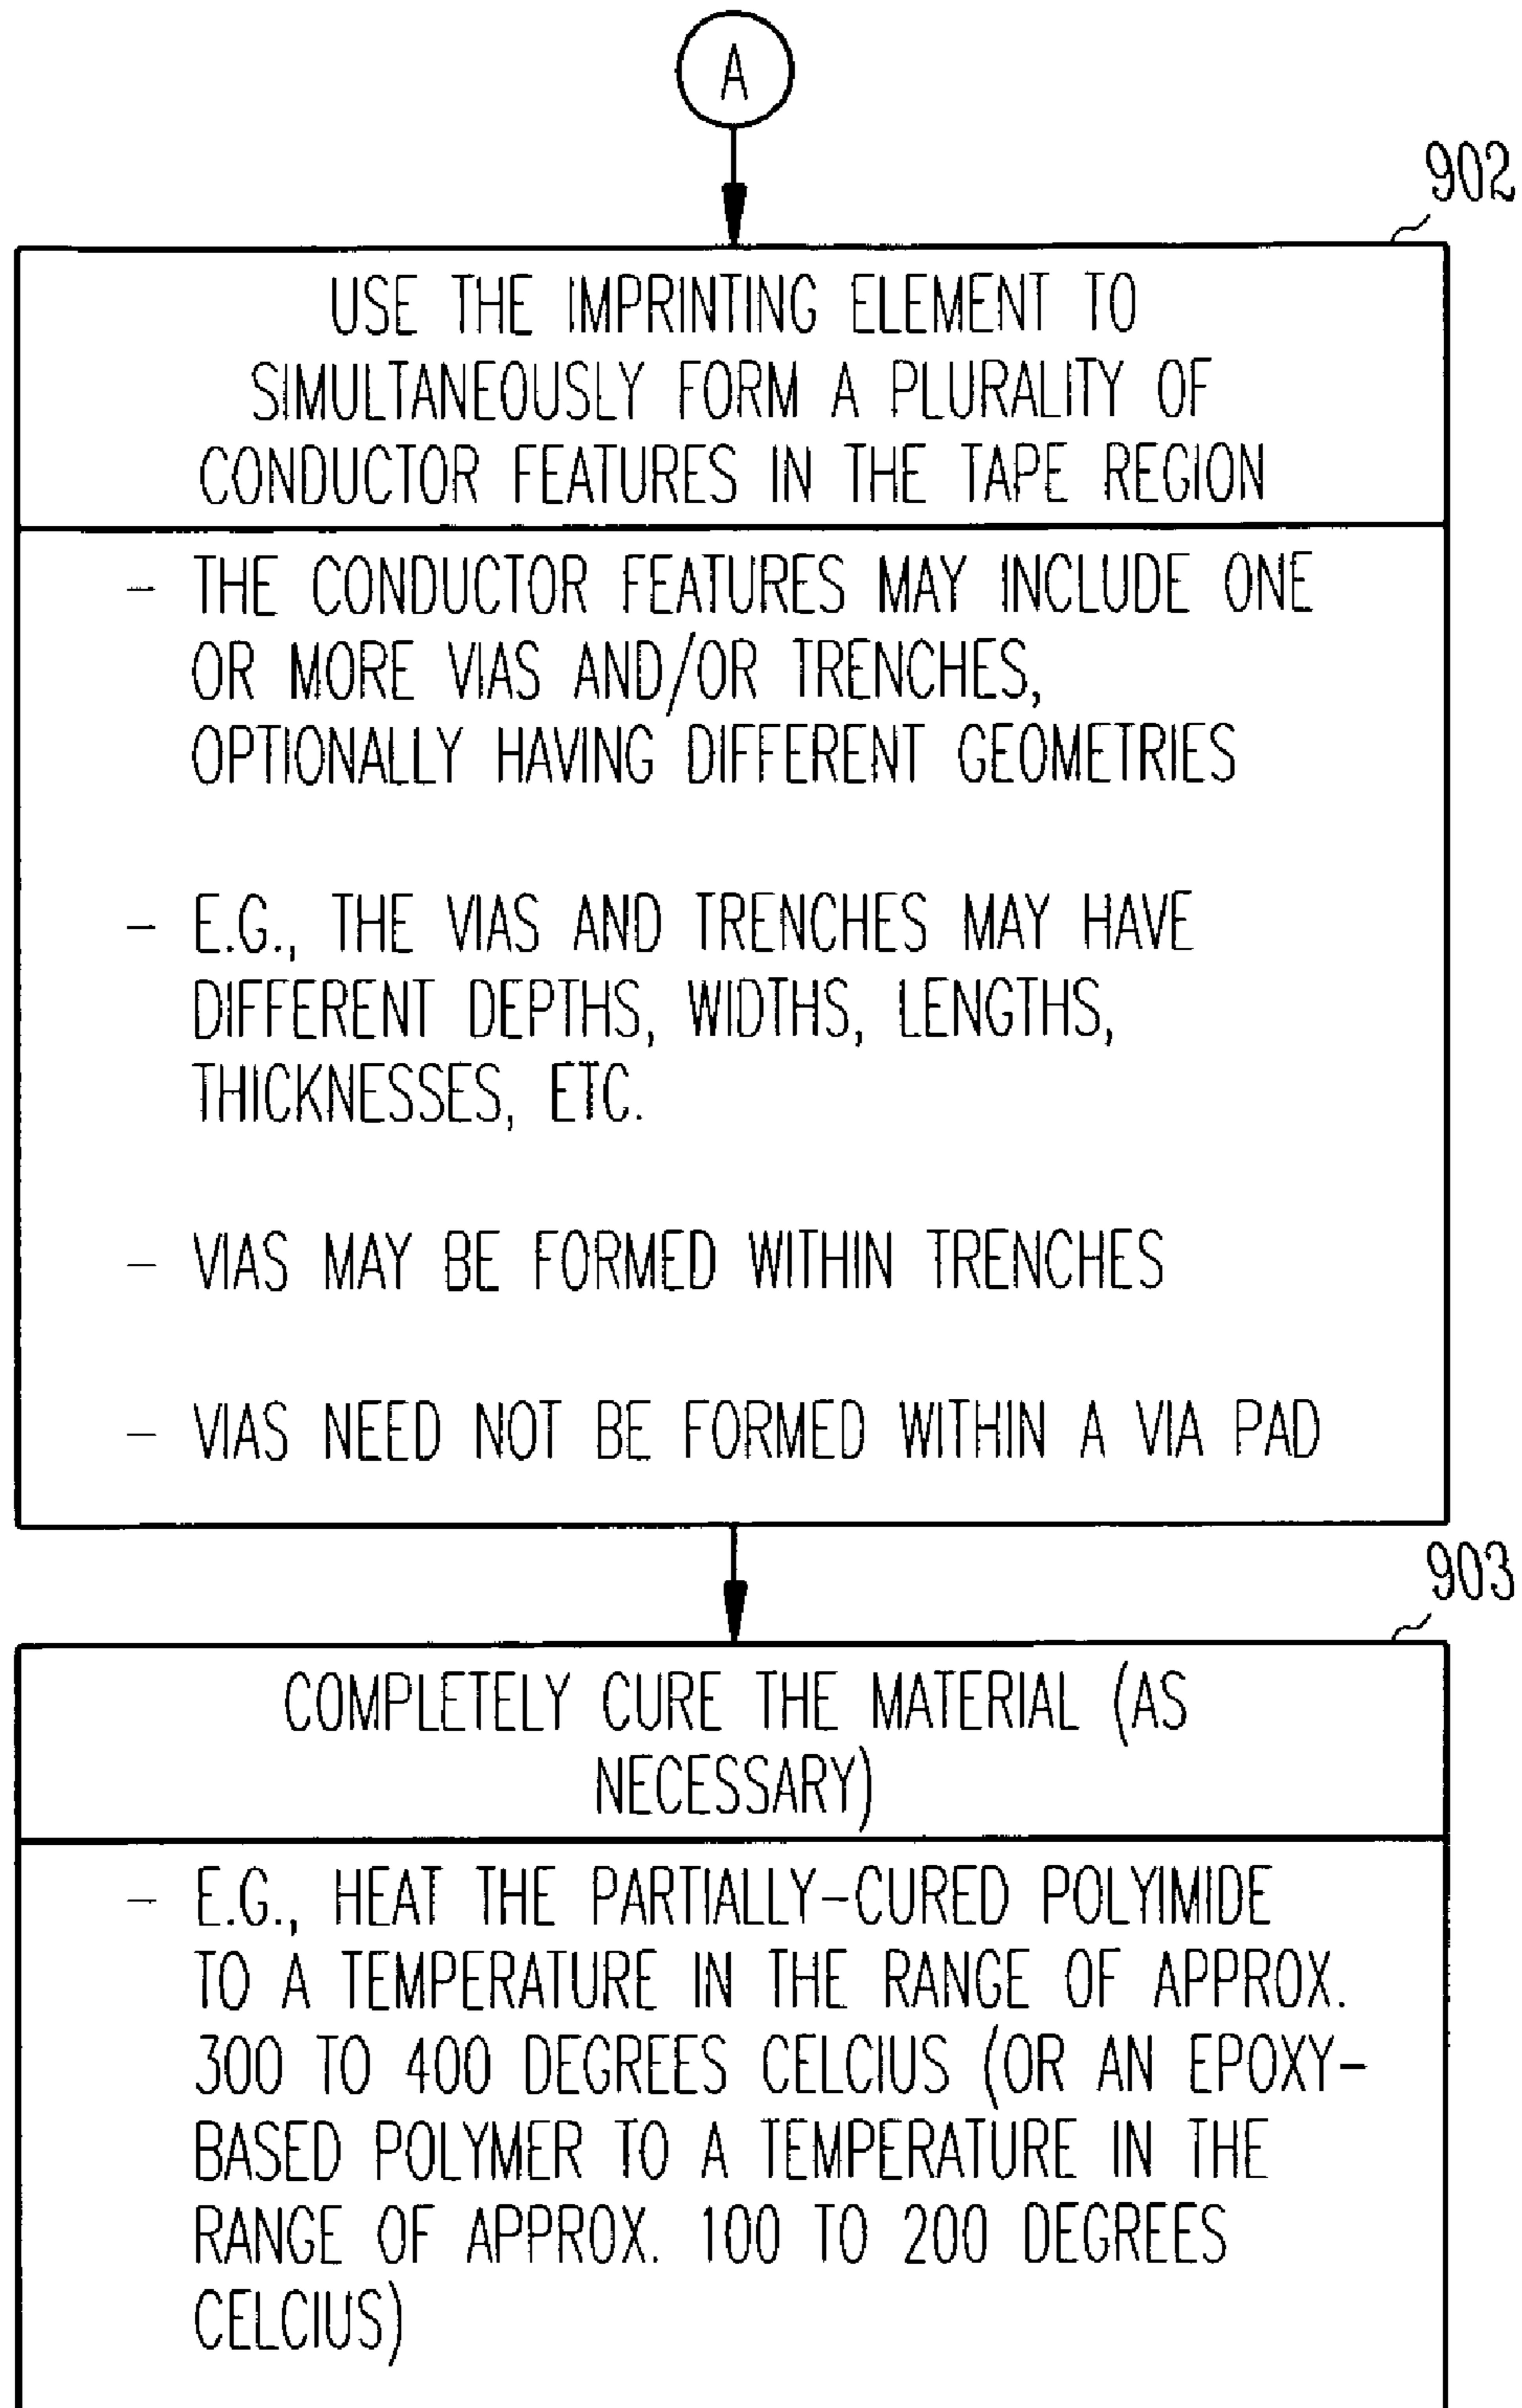 A
902
USE THE IMPRINTING ELEMENT TO
SIMULTANEOUSLY FORM A PLURALITY OF
CONDUCTOR FEATURES IN THE TAPE REGION
- THE CONDUCTOR FEATURES MAY INCLUDE ONE
OR MORE VIAS AND/OR TRENCHES,
OPTIONALLY HAVING DIFFERENT GEOMETRIES
- E.G., THE VIAS AND TRENCHES MAY HAVE
DIFFERENT DEPTHS, WIDTHS, LENGTHS,
THICKNESSES, ETC.
- VIAS MAY BE FORMED WITHIN TRENCHES
- VIAS NEED NOT BE FORMED WITHIN A VIA PAD
903
COMPLETELY CURE THE MATERIAL (AS
NECESSARY)
- E.G., HEAT THE PARTIALLY-CURED POLYIMIDE
TO A TEMPERATURE IN THE RANGE OF APPROX.
300 TO 400 DEGREES CELCIUS (OR AN EPOXY-
BASED POLYMER TO A TEMPERATURE IN THE
RANGE OF APPROX. 100 TO 200 DEGREES
CELCIUS)